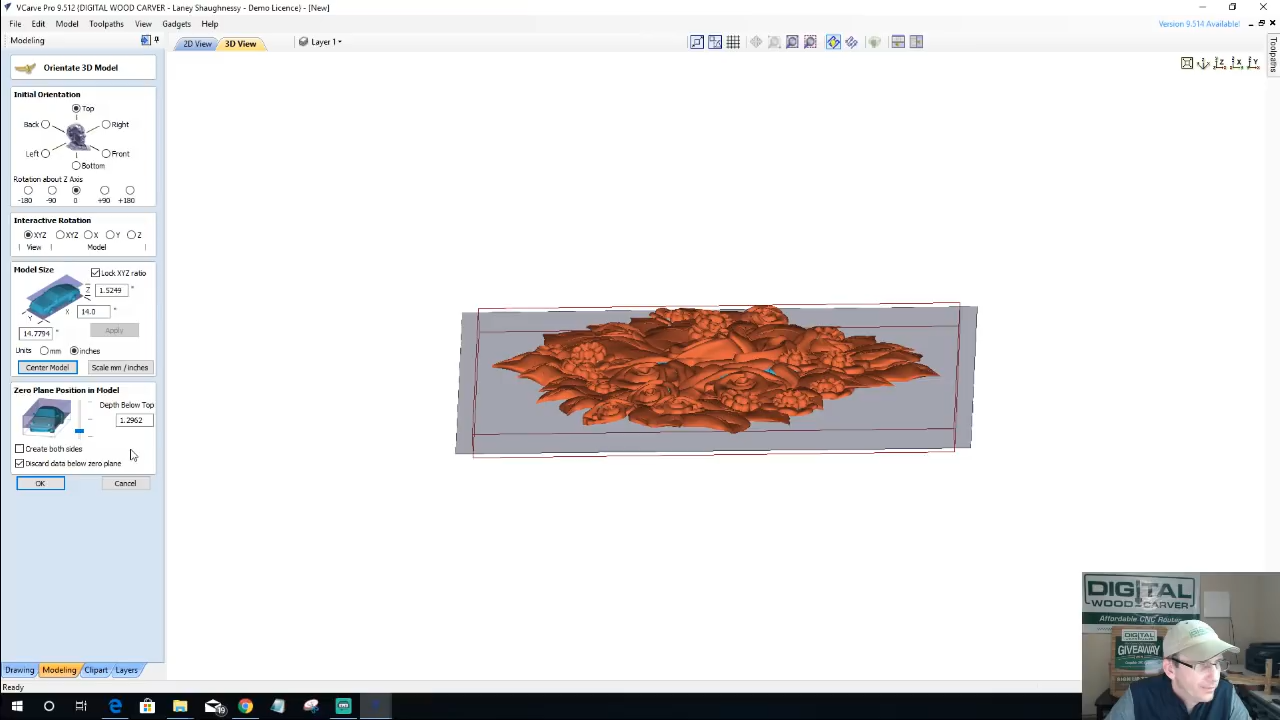 VCarve Pro 9.512 (DIGITAL WOOD CARVER) - Laney Shaughnessy - Demo Licence) - [New]
File Edit Model Toolpaths View Gadgets Help
Version 9.514 Available!
Modeling
2D View 3D View Layer 1
Toolpaths
Orientate 3D Model
Initial Orientation
Top
Back Right
Left Front
Bottom
Rotation about Z Axis
-180 -90 0 +90 +180
Interactive Rotation
XYZ XYZ X Y Z
View Model
Model Size
Lock XYZ ratio
Z 1.5249 "
Y X 14.0 "
14.7794 " Apply
Units mm inches
Center Model Scale mm / inches
Zero Plane Position in Model
Depth Below Top
1.2962
Create both sides
Discard data below zero plane
OK Cancel
DIGITAL
WOOD CARVER
Affordable CNC Router
DIGITAL
GIVEAWAY
Drawing Modeling Clipart Layers
Ready
19